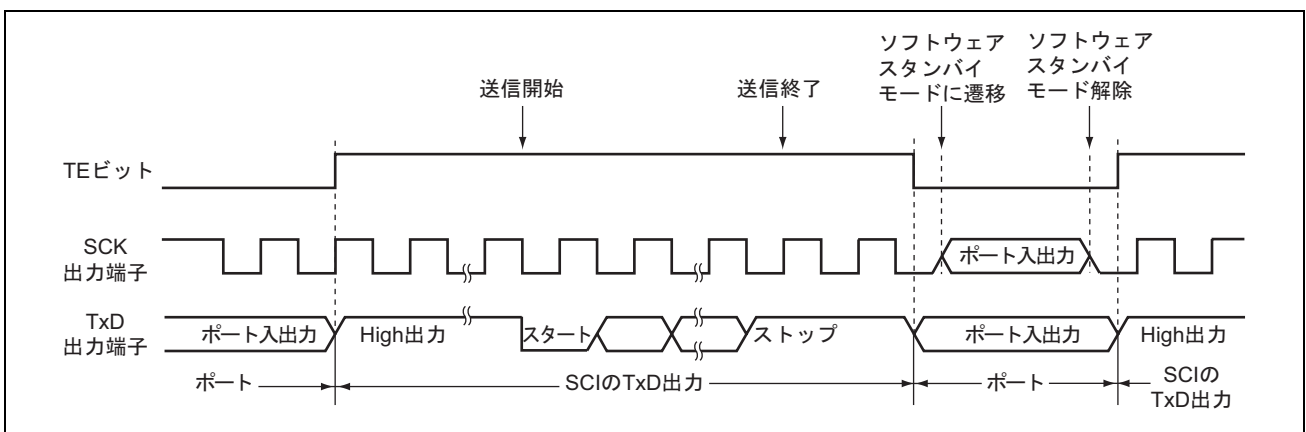 ソフトウェア
スタンバイ
モードに遷移
ソフトウェア
スタンバイ
モード解除
送信開始
送信終了
TEビット
SCK
出力端子
ポート入出力
TxD
出力端子
ポート入出力
High出力
スタート
ストップ
ポート入出力
High出力
ポート
SCIのTxD出力
ポート
SCIの
TxD出力